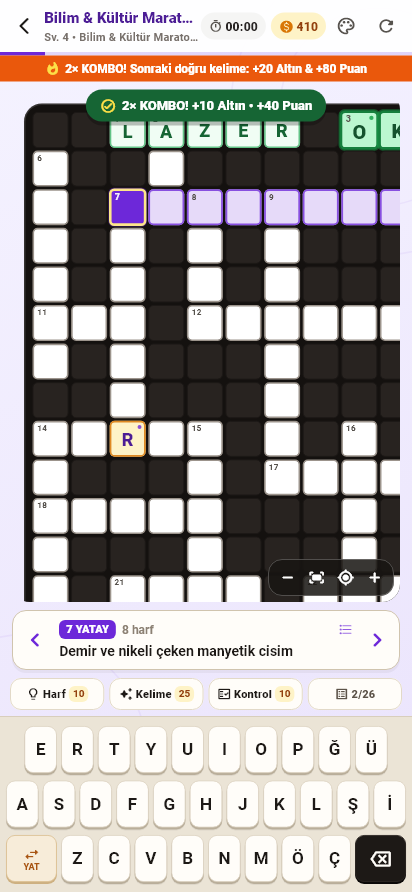 Bilim & Kültür Marat...
Sv. 4 • Bilim & Kültür Marato...
00:00
410
2× KOMBO! Sonraki doğru kelime: +20 Altın & +80 Puan
2× KOMBO! +10 Altın • +40 Puan
L A Z E R
3
O K
6
7
8
9
11
12
14
R
15
16
17
18
21
7 YATAY
8 harf
Demir ve nikeli çeken manyetik cisim
Harf 10
Kelime 25
Kontrol 10
2/26
E R T Y U I O P Ğ Ü
A S D F G H J K L Ş İ
YAT Z C V B N M Ö Ç